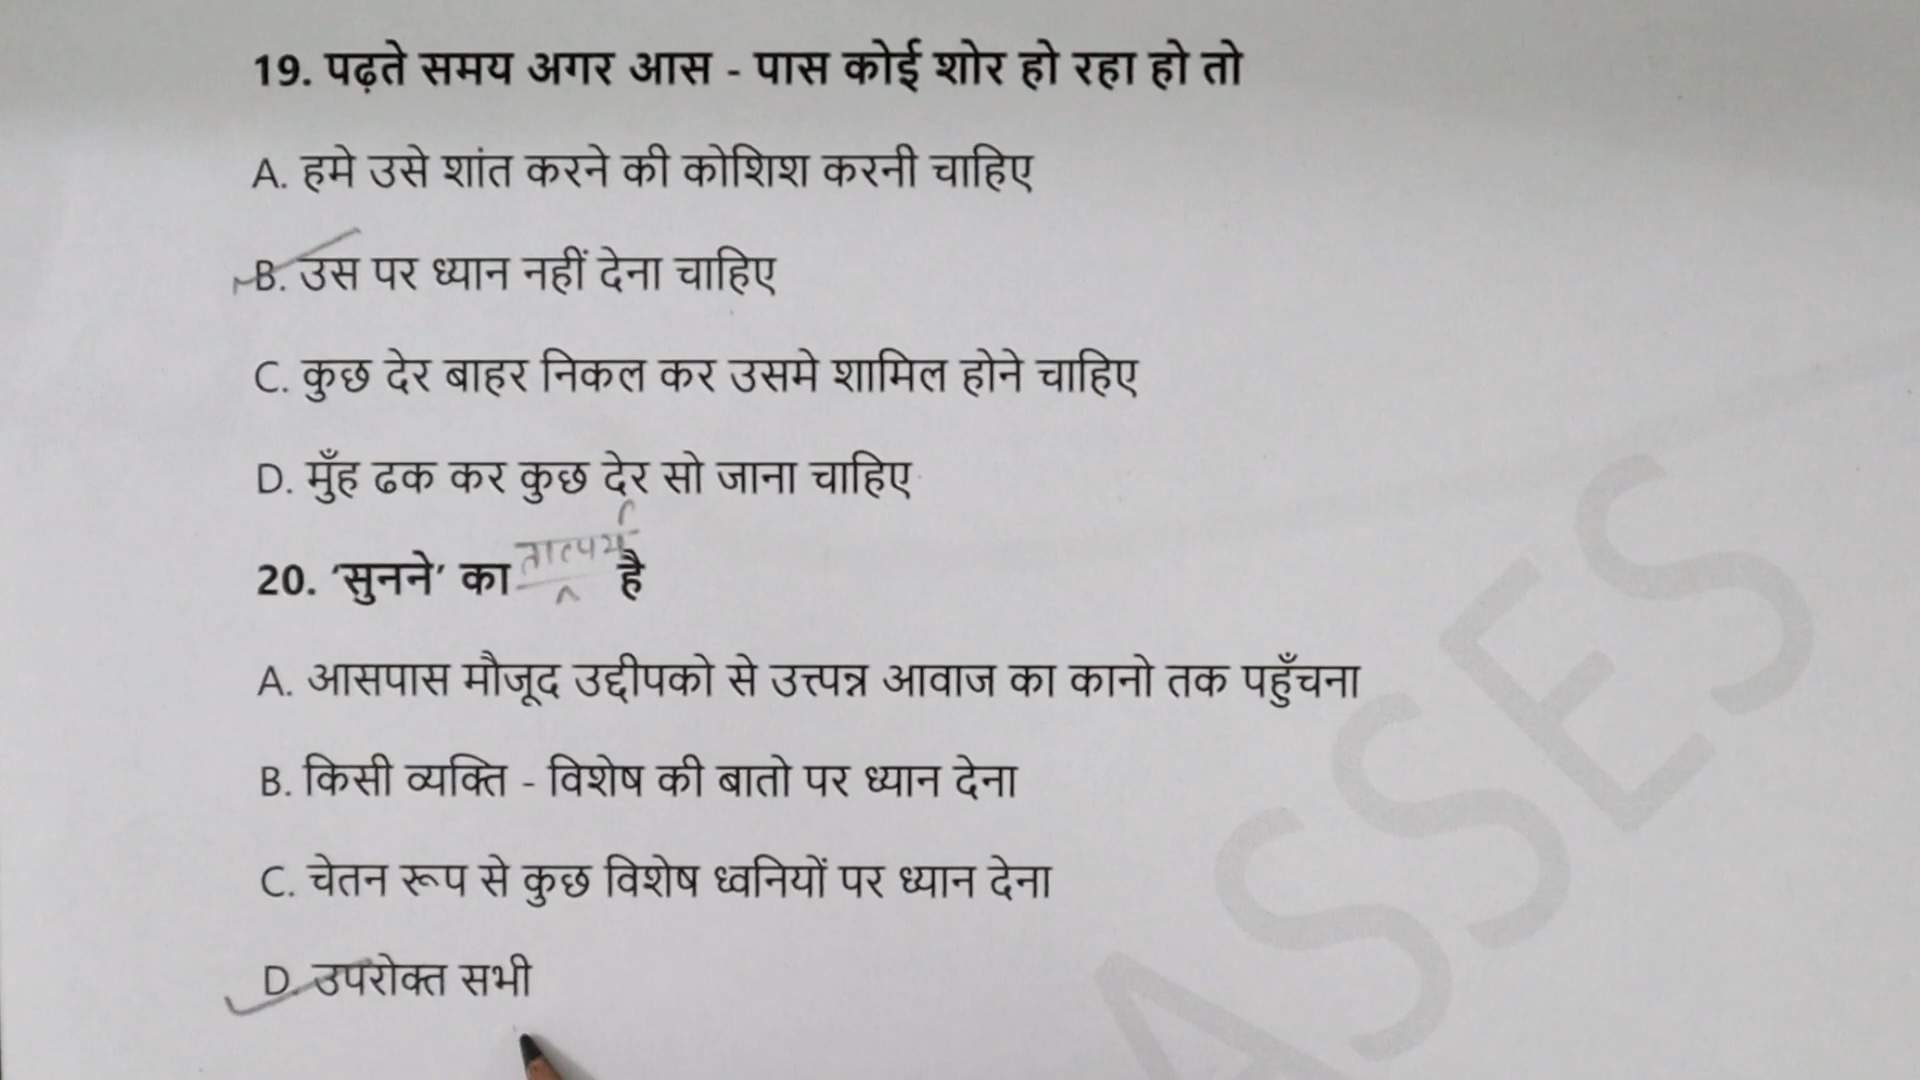 19. पढ़ते समय अगर आस - पास कोई शोर हो रहा हो तो
A. हमे उसे शांत करने की कोशिश करनी चाहिए
B. उस पर ध्यान नहीं देना चाहिए
C. कुछ देर बाहर निकल कर उसमे शामिल होने चाहिए
D. मुँह ढक कर कुछ देर सो जाना चाहिए
20. ‘सुनने’ का तात्पर्य है
A. आसपास मौजूद उद्दीपको से उत्त्पन्न आवाज का कानो तक पहुँचना
B. किसी व्यक्ति - विशेष की बातो पर ध्यान देना
C. चेतन रूप से कुछ विशेष ध्वनियों पर ध्यान देना
D. उपरोक्त सभी
ASSES